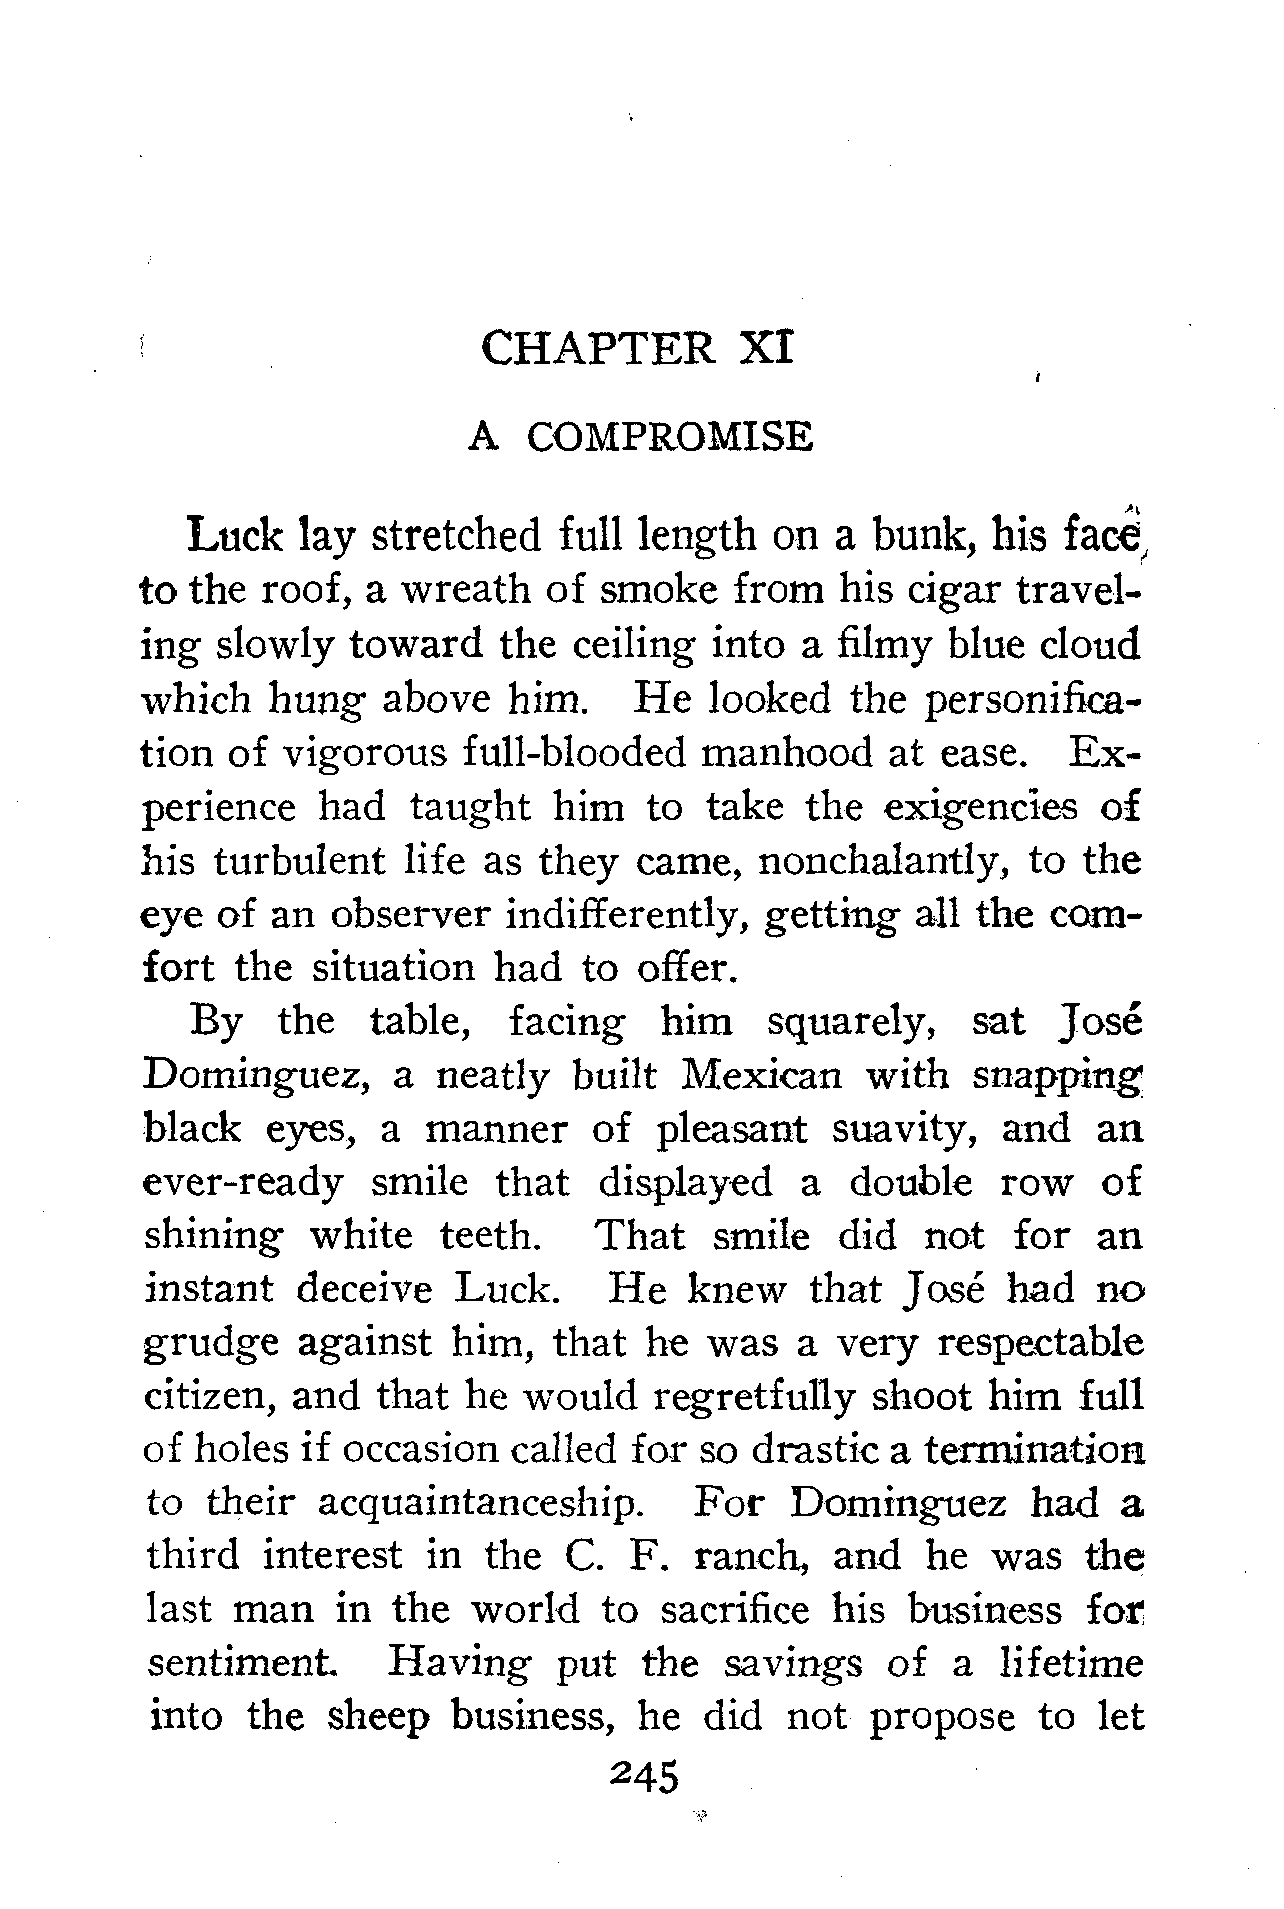 CHAPTER XI
A COMPROMISE
Luck lay stretched full length on a bunk, his face
to the roof, a wreath of smoke from his cigar travel-
ing slowly toward the ceiling into a filmy blue cloud
which hung above him. He looked the personifica-
tion of vigorous full-blooded manhood at ease. Ex-
perience had taught him to take the exigencies of
his turbulent life as they came, nonchalantly, to the
eye of an observer indifferently, getting all the com-
fort the situation had to offer.
By the table, facing him squarely, sat José
Dominguez, a neatly built Mexican with snapping
black eyes, a manner of pleasant suavity, and an
ever-ready smile that displayed a double row of
shining white teeth. That smile did not for an
instant deceive Luck. He knew that José had no
grudge against him, that he was a very respectable
citizen, and that he would regretfully shoot him full
of holes if occasion called for so drastic a termination
to their acquaintanceship. For Dominguez had a
third interest in the C. F. ranch, and he was the
last man in the world to sacrifice his business for
sentiment. Having put the savings of a lifetime
into the sheep business, he did not propose to let
245